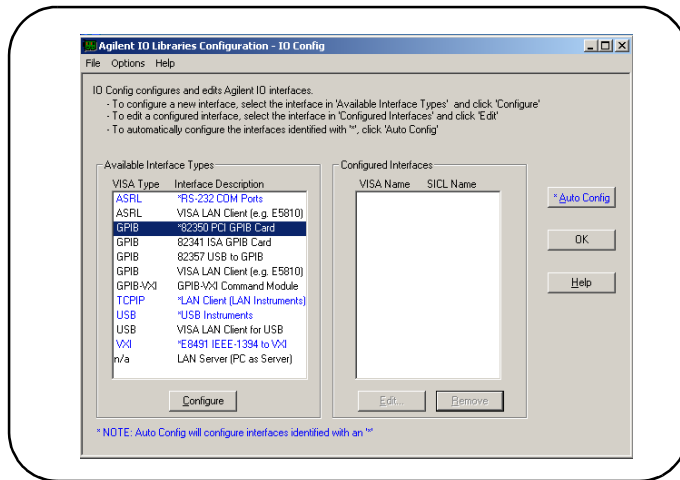 Agilent IO Libraries Configuration - IO Config
File Options Help
IO Config configures and edits Agilent IO interfaces.
- To configure a new interface, select the interface in 'Available Interface Types' and click 'Configure'
- To edit a configured interface, select the interface in 'Configured Interfaces' and click 'Edit'
- To automatically configure the interfaces identified with '*', click 'Auto Config'
Available Interface Types
VISA Type Interface Description
ASRL *RS-232 COM Ports
ASRL VISA LAN Client (e.g. E5810)
GPIB *82350 PCI GPIB Card
GPIB 82341 ISA GPIB Card
GPIB 82357 USB to GPIB
GPIB VISA LAN Client (e.g. E5810)
GPIB-VXI GPIB-VXI Command Module
TCPIP *LAN Client (LAN Instruments)
USB *USB Instruments
USB VISA LAN Client for USB
VXI *E8491 IEEE-1394 to VXI
n/a LAN Server (PC as Server)
Configure
Configured Interfaces
VISA Name SICL Name
Edit... Remove
* Auto Config
OK
Help
* NOTE: Auto Config will configure interfaces identified with an '*'